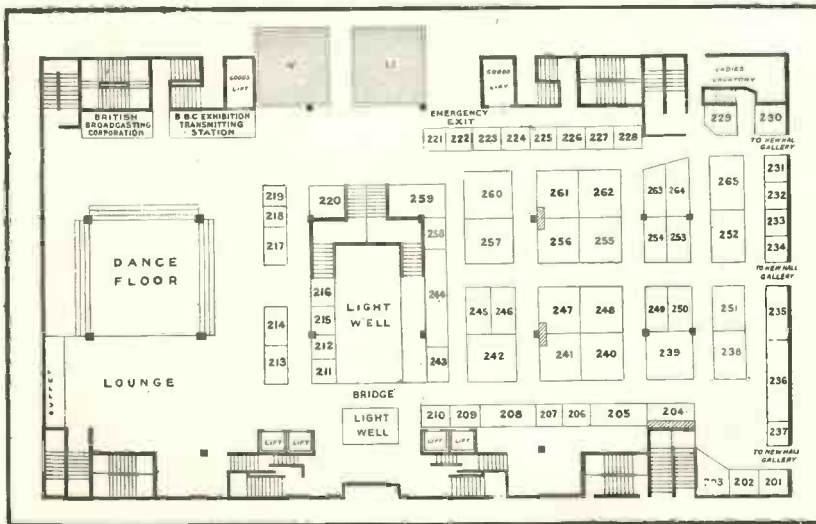 GOODS
LIFT
GOODS
LIFT
LADIES
LAVATORY
BRITISH
BROADCASTING
CORPORATION
B B C EXHIBITION
TRANSMITTING
STATION
EMERGENCY
EXIT
221 222 223 224 225 226 227 228
229 230
TO NEW HALL
GALLERY
219
218
217
220 259
258
260
257
261 262
256 255
263 264
254 253
265
252
231
232
233
234
TO NEW HALL
GALLERY
DANCE
FLOOR
216
215
212
211
LIGHT
WELL
244
243
214
213
245 246
242
247 248
241 240
249 250
239
251
238
235
236
237
TO NEW HALL
GALLERY
LOUNGE
BUFFET
BRIDGE
LIGHT
WELL
210 209 208 207 206 205 204
LIFT LIFT
LIFT LIFT
203 202 201